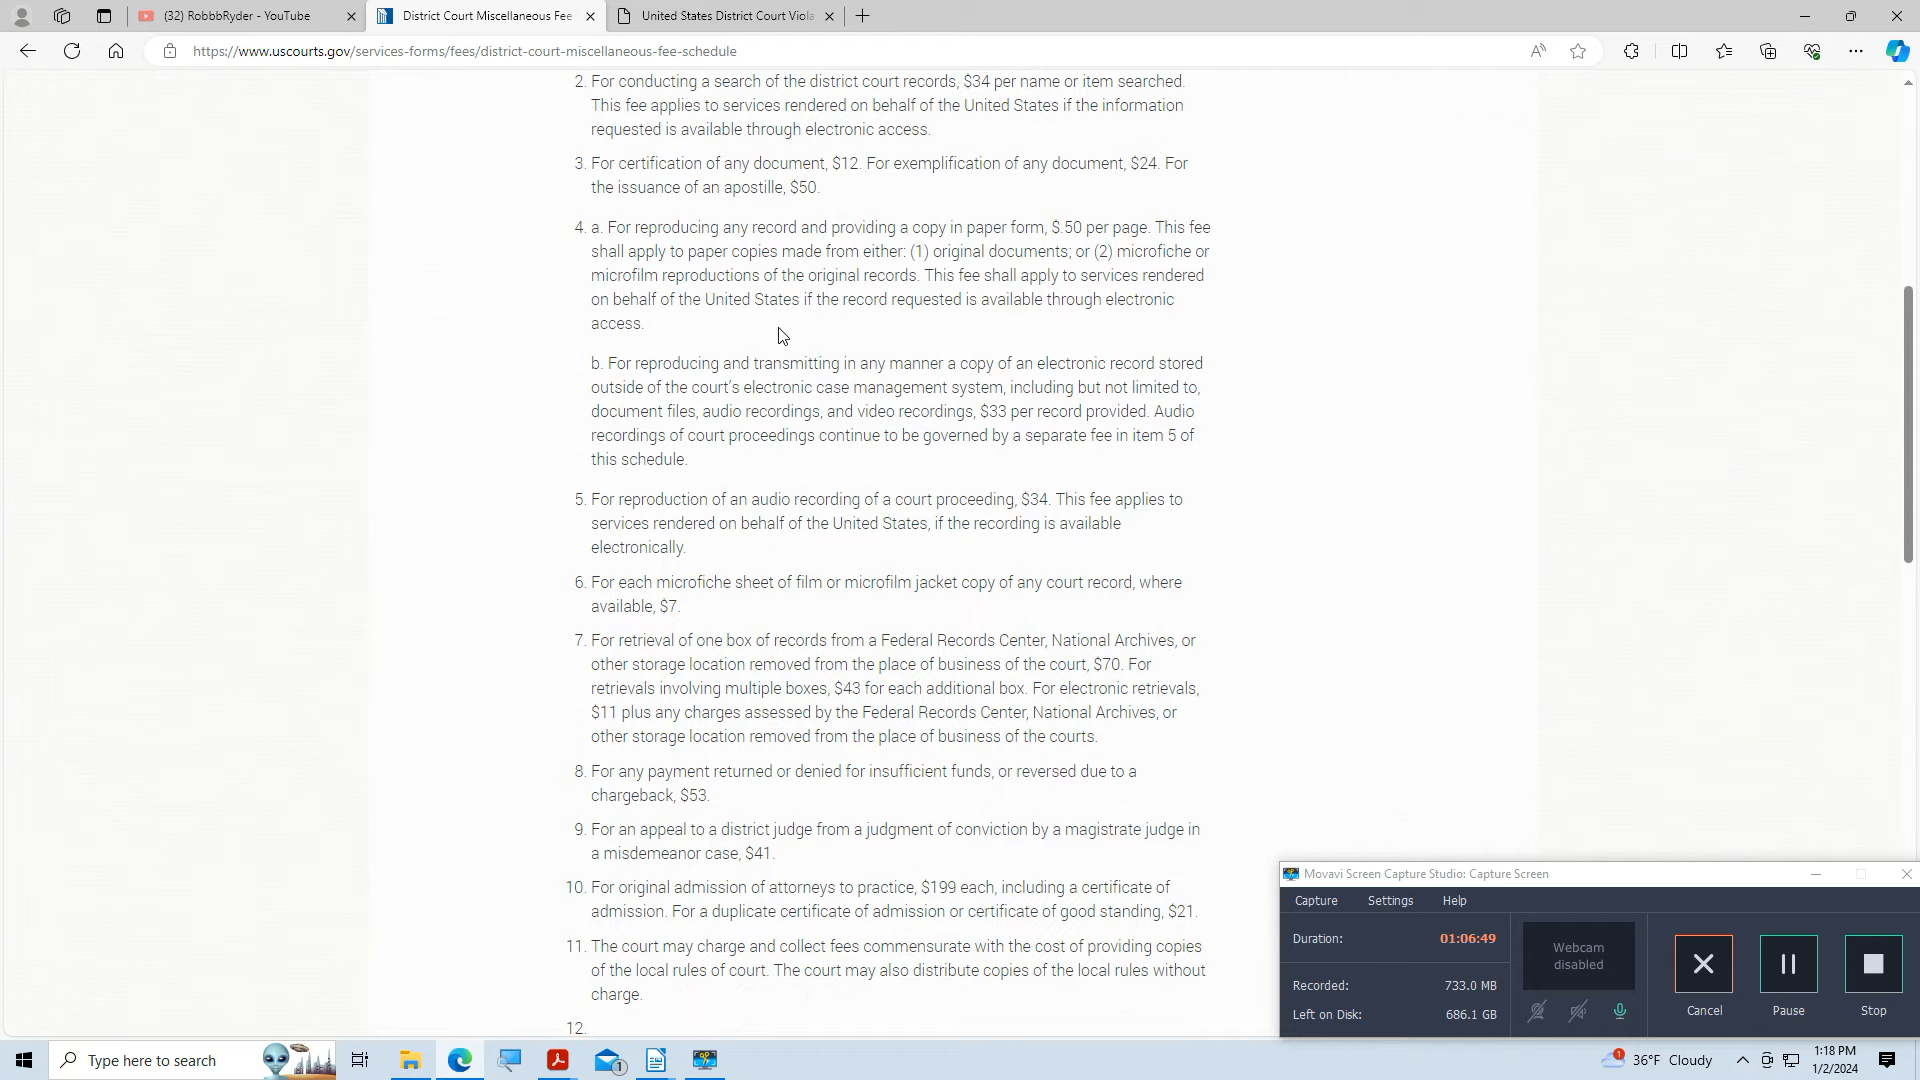 (32) RobbbRyder - YouTube
District Court Miscellaneous Fee
United States District Court Viola
https://www.uscourts.gov/services-forms/fees/district-court-miscellaneous-fee-schedule
2. For conducting a search of the district court records, $34 per name or item searched.
This fee applies to services rendered on behalf of the United States if the information
requested is available through electronic access.
3. For certification of any document, $12. For exemplification of any document, $24. For
the issuance of an apostille, $50.
4. a. For reproducing any record and providing a copy in paper form, $.50 per page. This fee
shall apply to paper copies made from either: (1) original documents; or (2) microfiche or
microfilm reproductions of the original records. This fee shall apply to services rendered
on behalf of the United States if the record requested is available through electronic
access.
b. For reproducing and transmitting in any manner a copy of an electronic record stored
outside of the court’s electronic case management system, including but not limited to,
document files, audio recordings, and video recordings, $33 per record provided. Audio
recordings of court proceedings continue to be governed by a separate fee in item 5 of
this schedule.
5. For reproduction of an audio recording of a court proceeding, $34. This fee applies to
services rendered on behalf of the United States, if the recording is available
electronically.
6. For each microfiche sheet of film or microfilm jacket copy of any court record, where
available, $7.
7. For retrieval of one box of records from a Federal Records Center, National Archives, or
other storage location removed from the place of business of the court, $70. For
retrievals involving multiple boxes, $43 for each additional box. For electronic retrievals,
$11 plus any charges assessed by the Federal Records Center, National Archives, or
other storage location removed from the place of business of the courts.
8. For any payment returned or denied for insufficient funds, or reversed due to a
chargeback, $53.
9. For an appeal to a district judge from a judgment of conviction by a magistrate judge in
a misdemeanor case, $41.
10. For original admission of attorneys to practice, $199 each, including a certificate of
admission. For a duplicate certificate of admission or certificate of good standing, $21.
11. The court may charge and collect fees commensurate with the cost of providing copies
of the local rules of court. The court may also distribute copies of the local rules without
charge.
12.
Movavi Screen Capture Studio: Capture Screen
Capture Settings Help
Duration: 01:06:49
Recorded: 733.0 MB
Left on Disk: 686.1 GB
Webcam
disabled
Cancel Pause Stop
Type here to search
1
1
36°F Cloudy
1:18 PM
1/2/2024